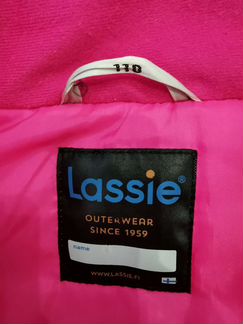 110
Lassie®
OUTERWEAR
SINCE 1959
name
WWW.LASSIE.FI